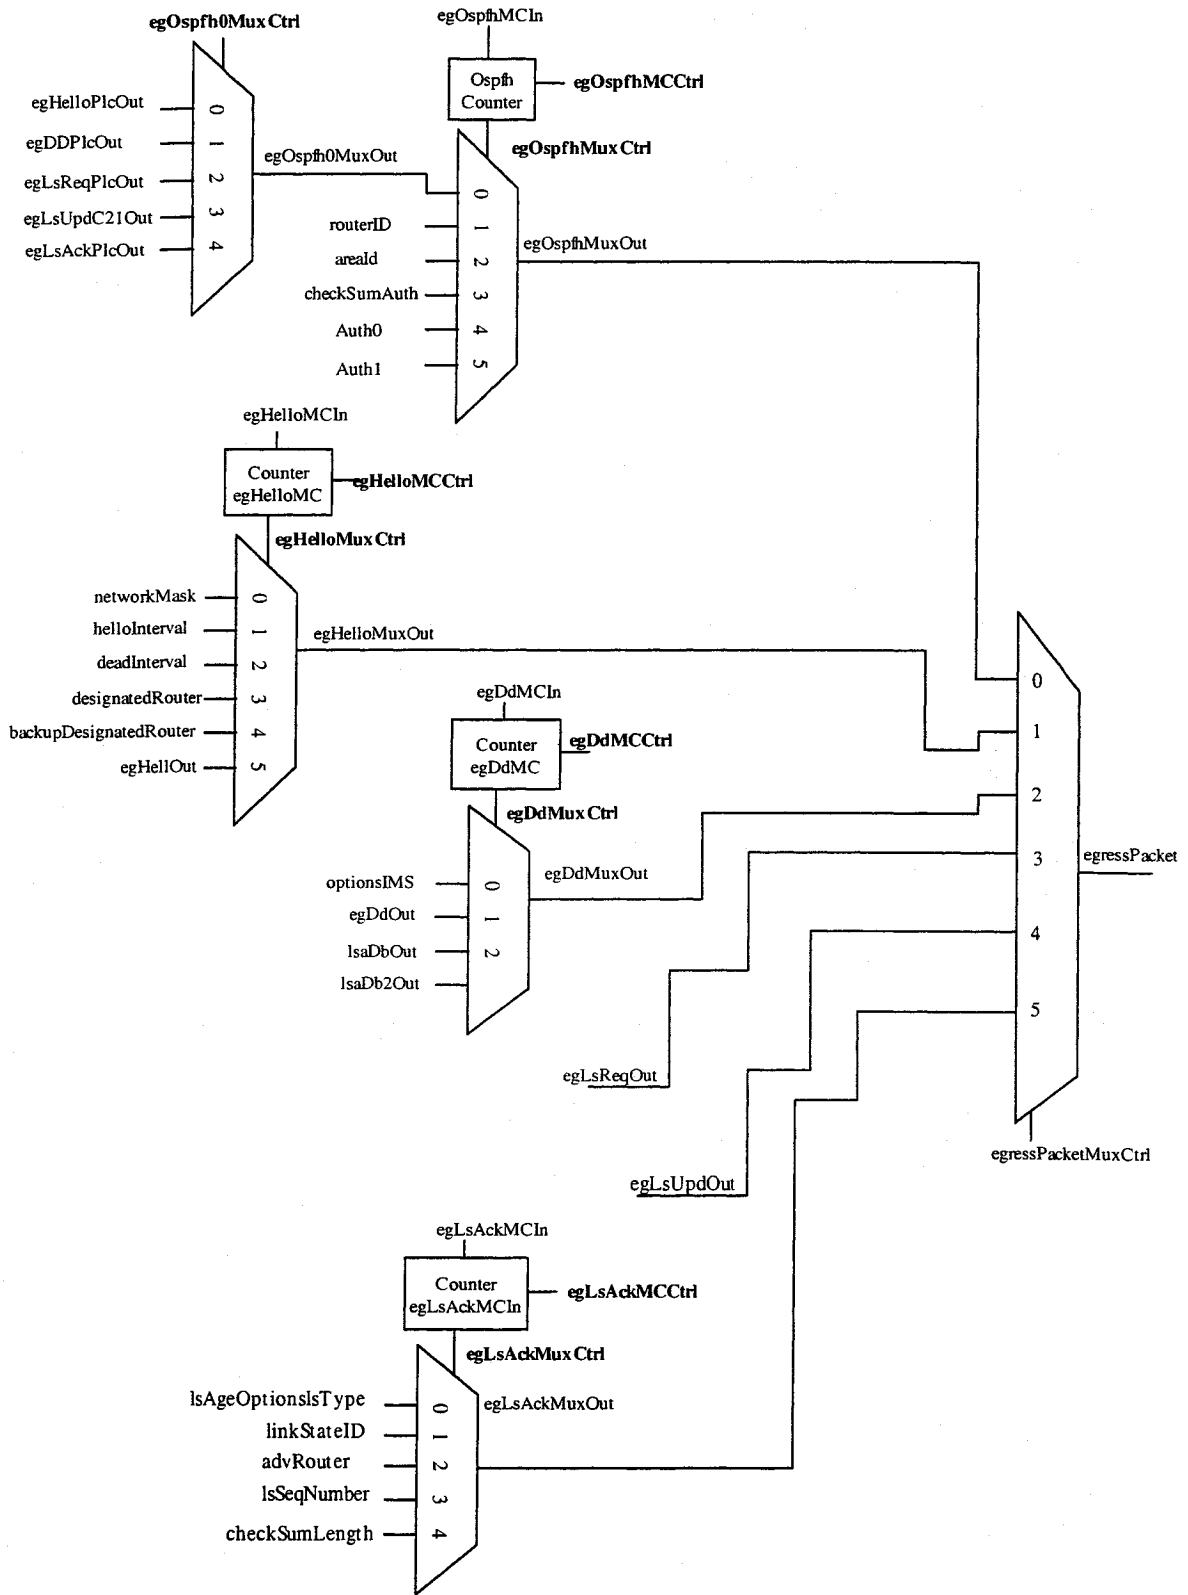 egOspfh0MuxCtrl
egHelloPlcOut
0
egDDPlcOut
1
egLsReqPlcOut
2
egLsUpdC21Out
3
egLsAckPlcOut
4
egOspfh0MuxOut
egOspfhMCIn
Ospfh
Counter
egOspfhMCCtrl
egOspfhMuxCtrl
0
routerID
1
areaId
2
checkSumAuth
3
Auth0
4
Auth1
5
egOspfhMuxOut
egHelloMCIn
Counter
egHelloMC
egHelloMCCtrl
egHelloMuxCtrl
networkMask
0
helloInterval
1
deadInterval
2
designatedRouter
3
backupDesignatedRouter
4
egHellOut
5
egHelloMuxOut
egDdMCIn
Counter
egDdMC
egDdMCCtrl
egDdMuxCtrl
optionsIMS
0
egDdOut
1
lsaDbOut
2
lsaDb2Out
egDdMuxOut
egLsReqOut
egLsUpdOut
0
1
2
3
4
5
egressPacket
egressPacketMuxCtrl
egLsAckMCIn
Counter
egLsAckMCIn
egLsAckMCCtrl
egLsAckMuxCtrl
lsAgeOptionslsType
0
linkStateID
1
advRouter
2
lsSeqNumber
3
checkSumLength
4
egLsAckMuxOut